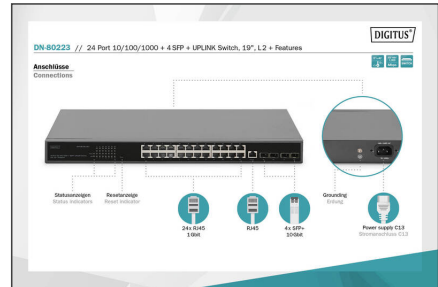 DIGITUS®
DN-80223 // 24 Port 10/100/1000 + 4 SFP + UPLINK Switch, 19", L2 + Features
Anschlüsse
Connections
Statusanzeigen
Status indicators
Resetanzeige
Reset indicator
24x RJ45
1Gbit
RJ45
4x SFP+
10Gbit
Grounding
Erdung
Power supply C13
Stromanschluss C13